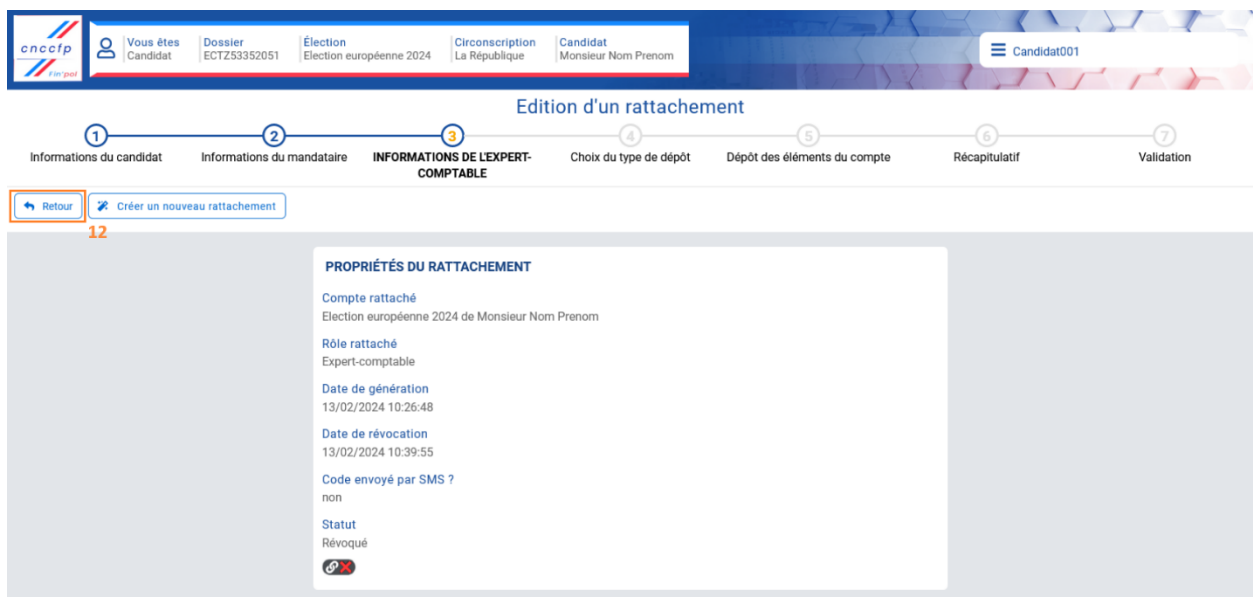 cnccfp
Fin'pol
Vous êtes
Candidat
Dossier
ECTZ53352051
Élection
Election européenne 2024
Circonscription
La République
Candidat
Monsieur Nom Prenom
Candidat001
Edition d'un rattachement
1
2
3
4
5
6
7
Informations du candidat
Informations du mandataire
INFORMATIONS DE L'EXPERT-
COMPTABLE
Choix du type de dépôt
Dépôt des éléments du compte
Récapitulatif
Validation
Retour
Créer un nouveau rattachement
12
PROPRIÉTÉS DU RATTACHEMENT
Compte rattaché
Election européenne 2024 de Monsieur Nom Prenom
Rôle rattaché
Expert-comptable
Date de génération
13/02/2024 10:26:48
Date de révocation
13/02/2024 10:39:55
Code envoyé par SMS ?
non
Statut
Révoqué